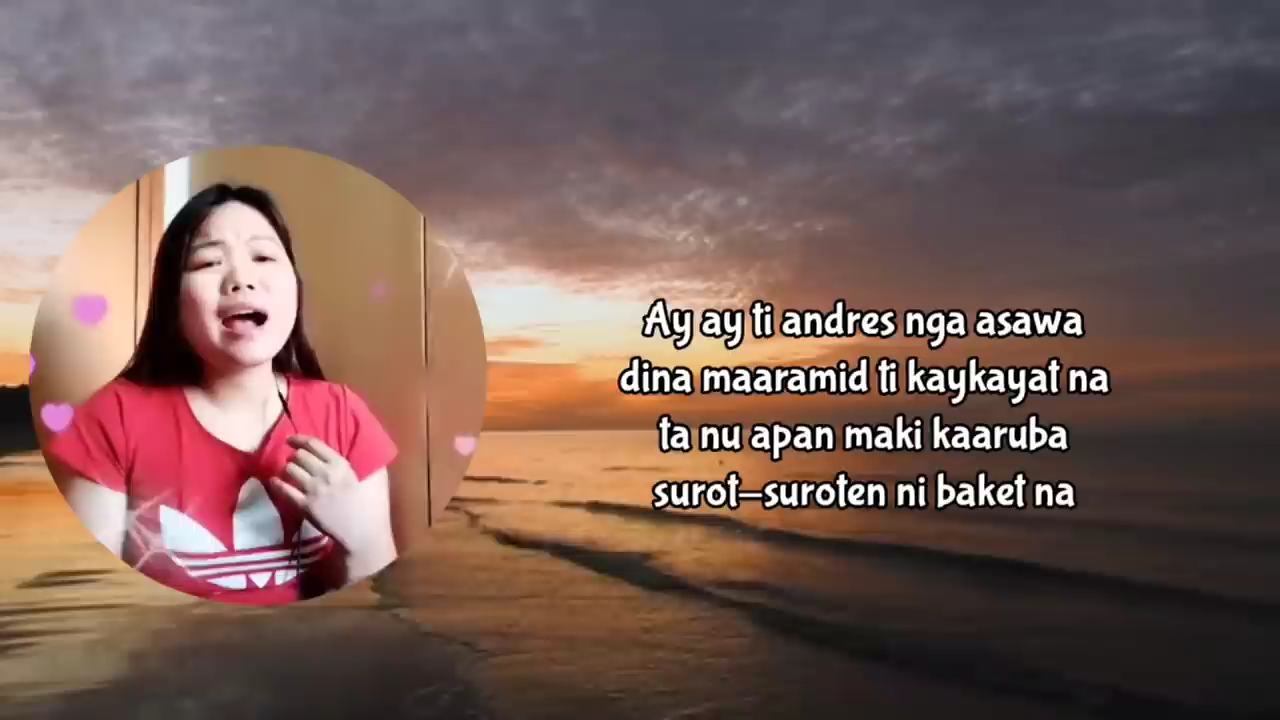 Ay ay ti andres nga asawa
dina maaramid ti kaykayat na
ta nu apan maki kaaruba
surot-suroten ni baket na